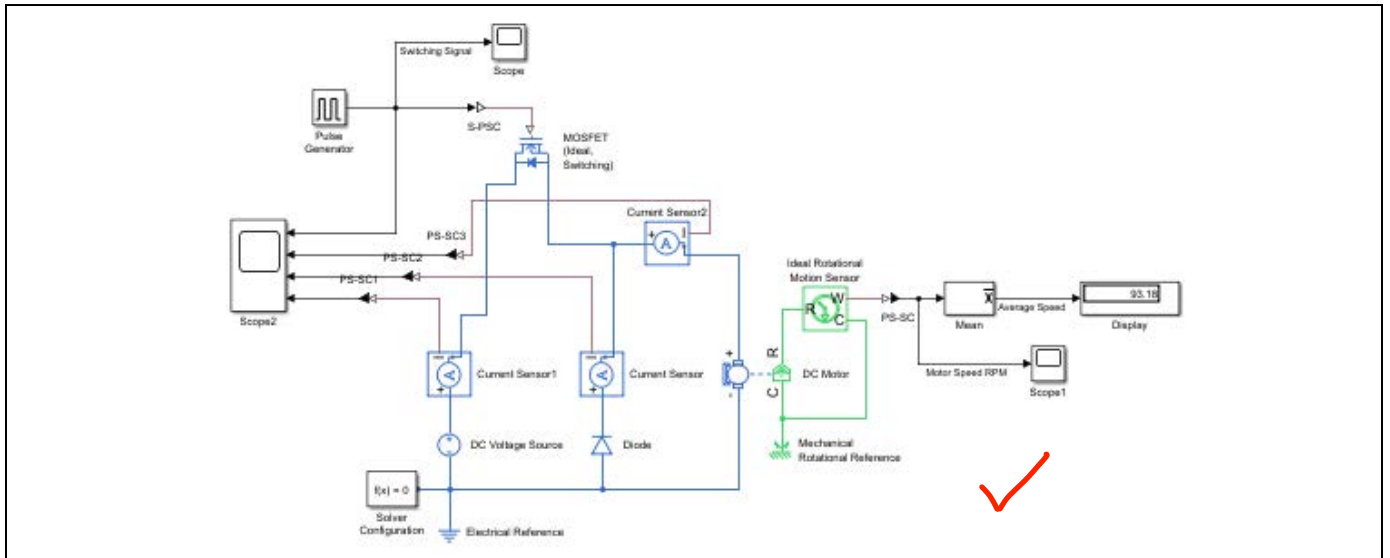 Switching Signal
Scope
Pulse
Generator
S-PSC
MOSFET
(Ideal,
Switching)
Current Sensor2
+
I
A
PS-SC3
PS-SC2
PS-SC1
Scope2
Ideal Rotational
Motion Sensor
R
W
C
PS-SC
Mean
Average Speed
93.18
Display
Motor Speed RPM
Scope1
A
+
Current Sensor1
A
+
Current Sensor
+
-
R
C
DC Motor
DC Voltage Source
Diode
Mechanical
Rotational Reference
f(x) = 0
Solver
Configuration
Electrical Reference